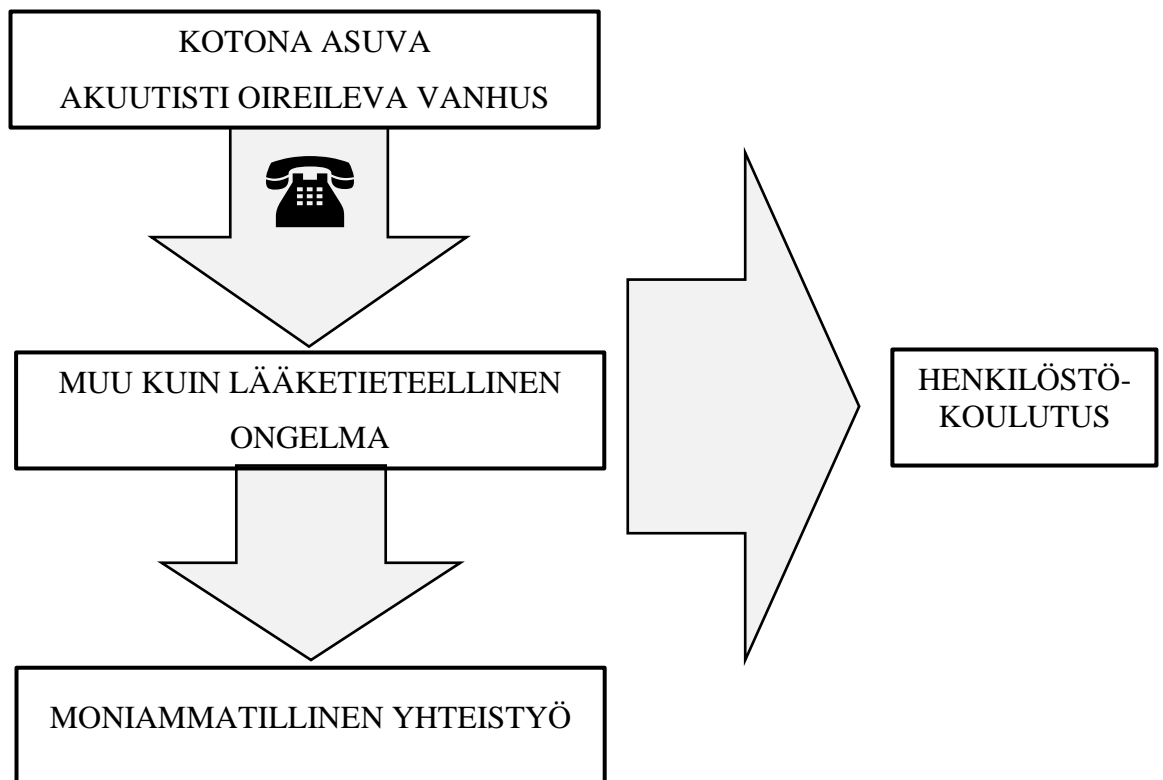 KOTONA ASUVA
AKUUTISTI OIREILEVA VANHUS
MUU KUIN LÄÄKETIETEELLINEN
ONGELMA
HENKILÖSTÖ-
KOULUTUS
MONIAMMATILLINEN YHTEISTYÖ